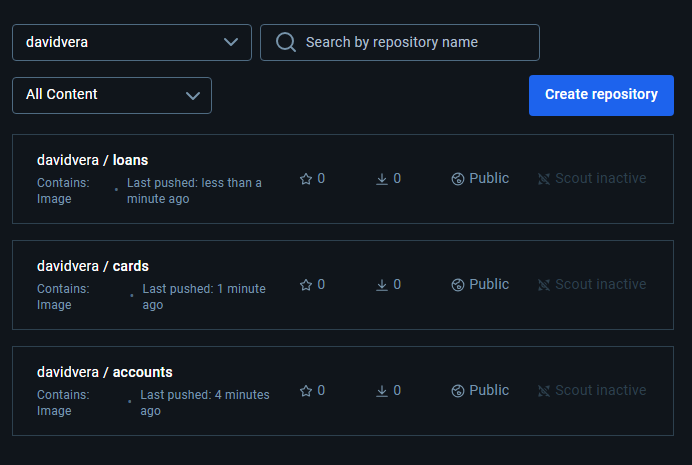 davidvera
Search by repository name
All Content
Create repository
davidvera / loans
Contains: Image • Last pushed: less than a minute ago
0
0
Public
Scout inactive
davidvera / cards
Contains: Image • Last pushed: 1 minute ago
0
0
Public
Scout inactive
davidvera / accounts
Contains: Image • Last pushed: 4 minutes ago
0
0
Public
Scout inactive